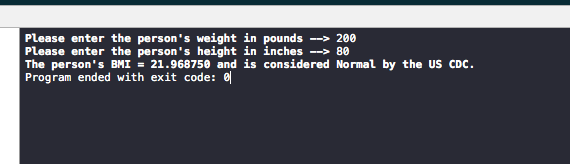 Please enter the person's weight in pounds --> 200
Please enter the person's height in inches --> 80
The person's BMI = 21.968750 and is considered Normal by the US CDC.
Program ended with exit code: 0